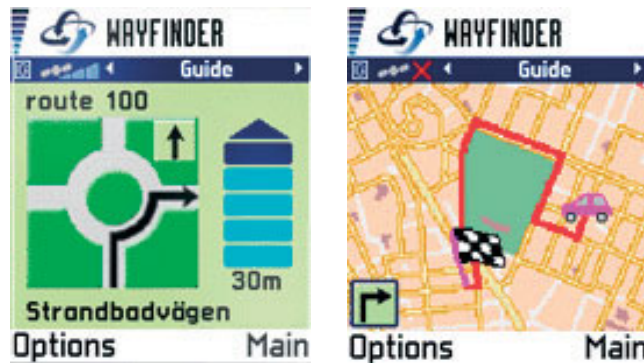 WAYFINDER
Guide
route 100
30m
Strandbadvägen
Options Main
WAYFINDER
Guide
Options Main